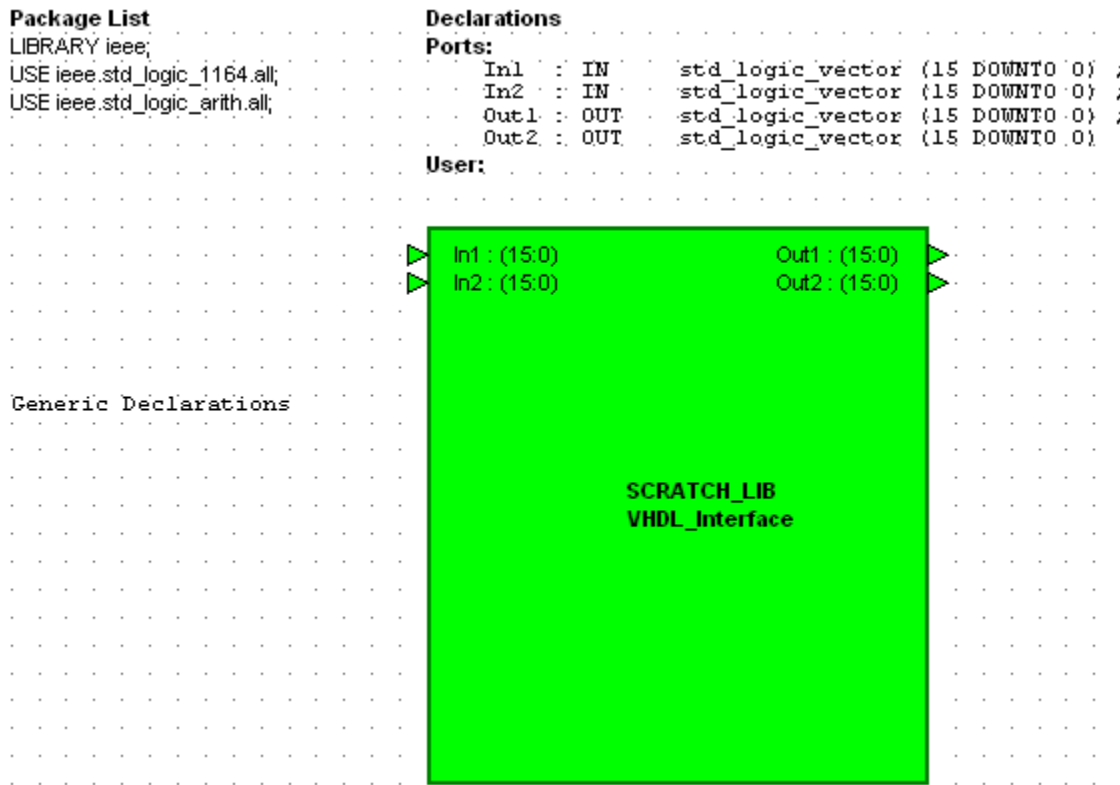 Package List
LIBRARY ieee;
USE ieee.std_logic_1164.all;
USE ieee.std_logic_arith.all;
Declarations
Ports:
In1 : IN std_logic_vector (15 DOWNTO 0) ;
In2 : IN std_logic_vector (15 DOWNTO 0) ;
Out1 : OUT std_logic_vector (15 DOWNTO 0) ;
Out2 : OUT std_logic_vector (15 DOWNTO 0)
User:
In1 : (15:0) Out1 : (15:0)
In2 : (15:0) Out2 : (15:0)
Generic Declarations
SCRATCH_LIB
VHDL_Interface